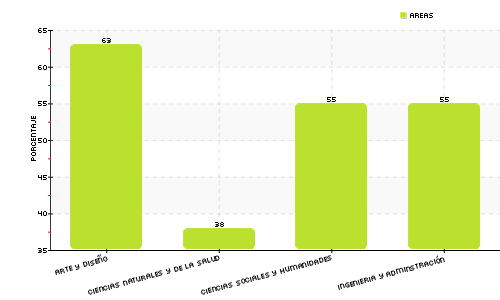 AREAS
65
63
60
55
55
55
50
45
40
38
35
PORCENTAJE
ARTE Y DISEÑO
CIENCIAS NATURALES Y DE LA SALUD
CIENCIAS SOCIALES Y HUMANIDADES
INGENIERIA Y ADMINSTRACIÓN